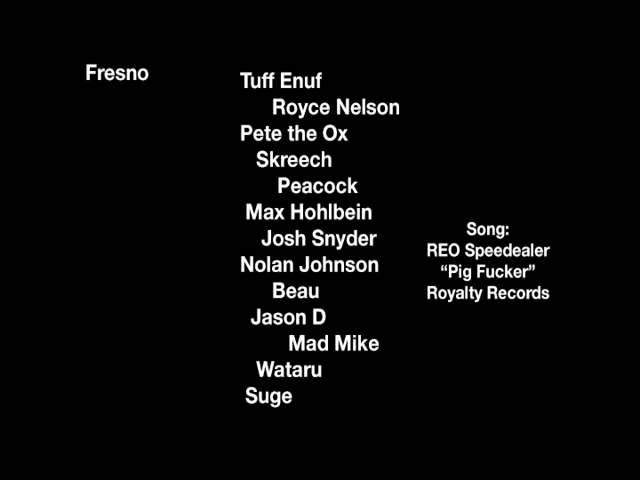 Fresno
Tuff Enuf
Royce Nelson
Pete the Ox
Skreech
Peacock
Max Hohlbein
Josh Snyder
Nolan Johnson
Beau
Jason D
Mad Mike
Wataru
Suge
Song:
REO Speedealer
“Pig Fucker”
Royalty Records